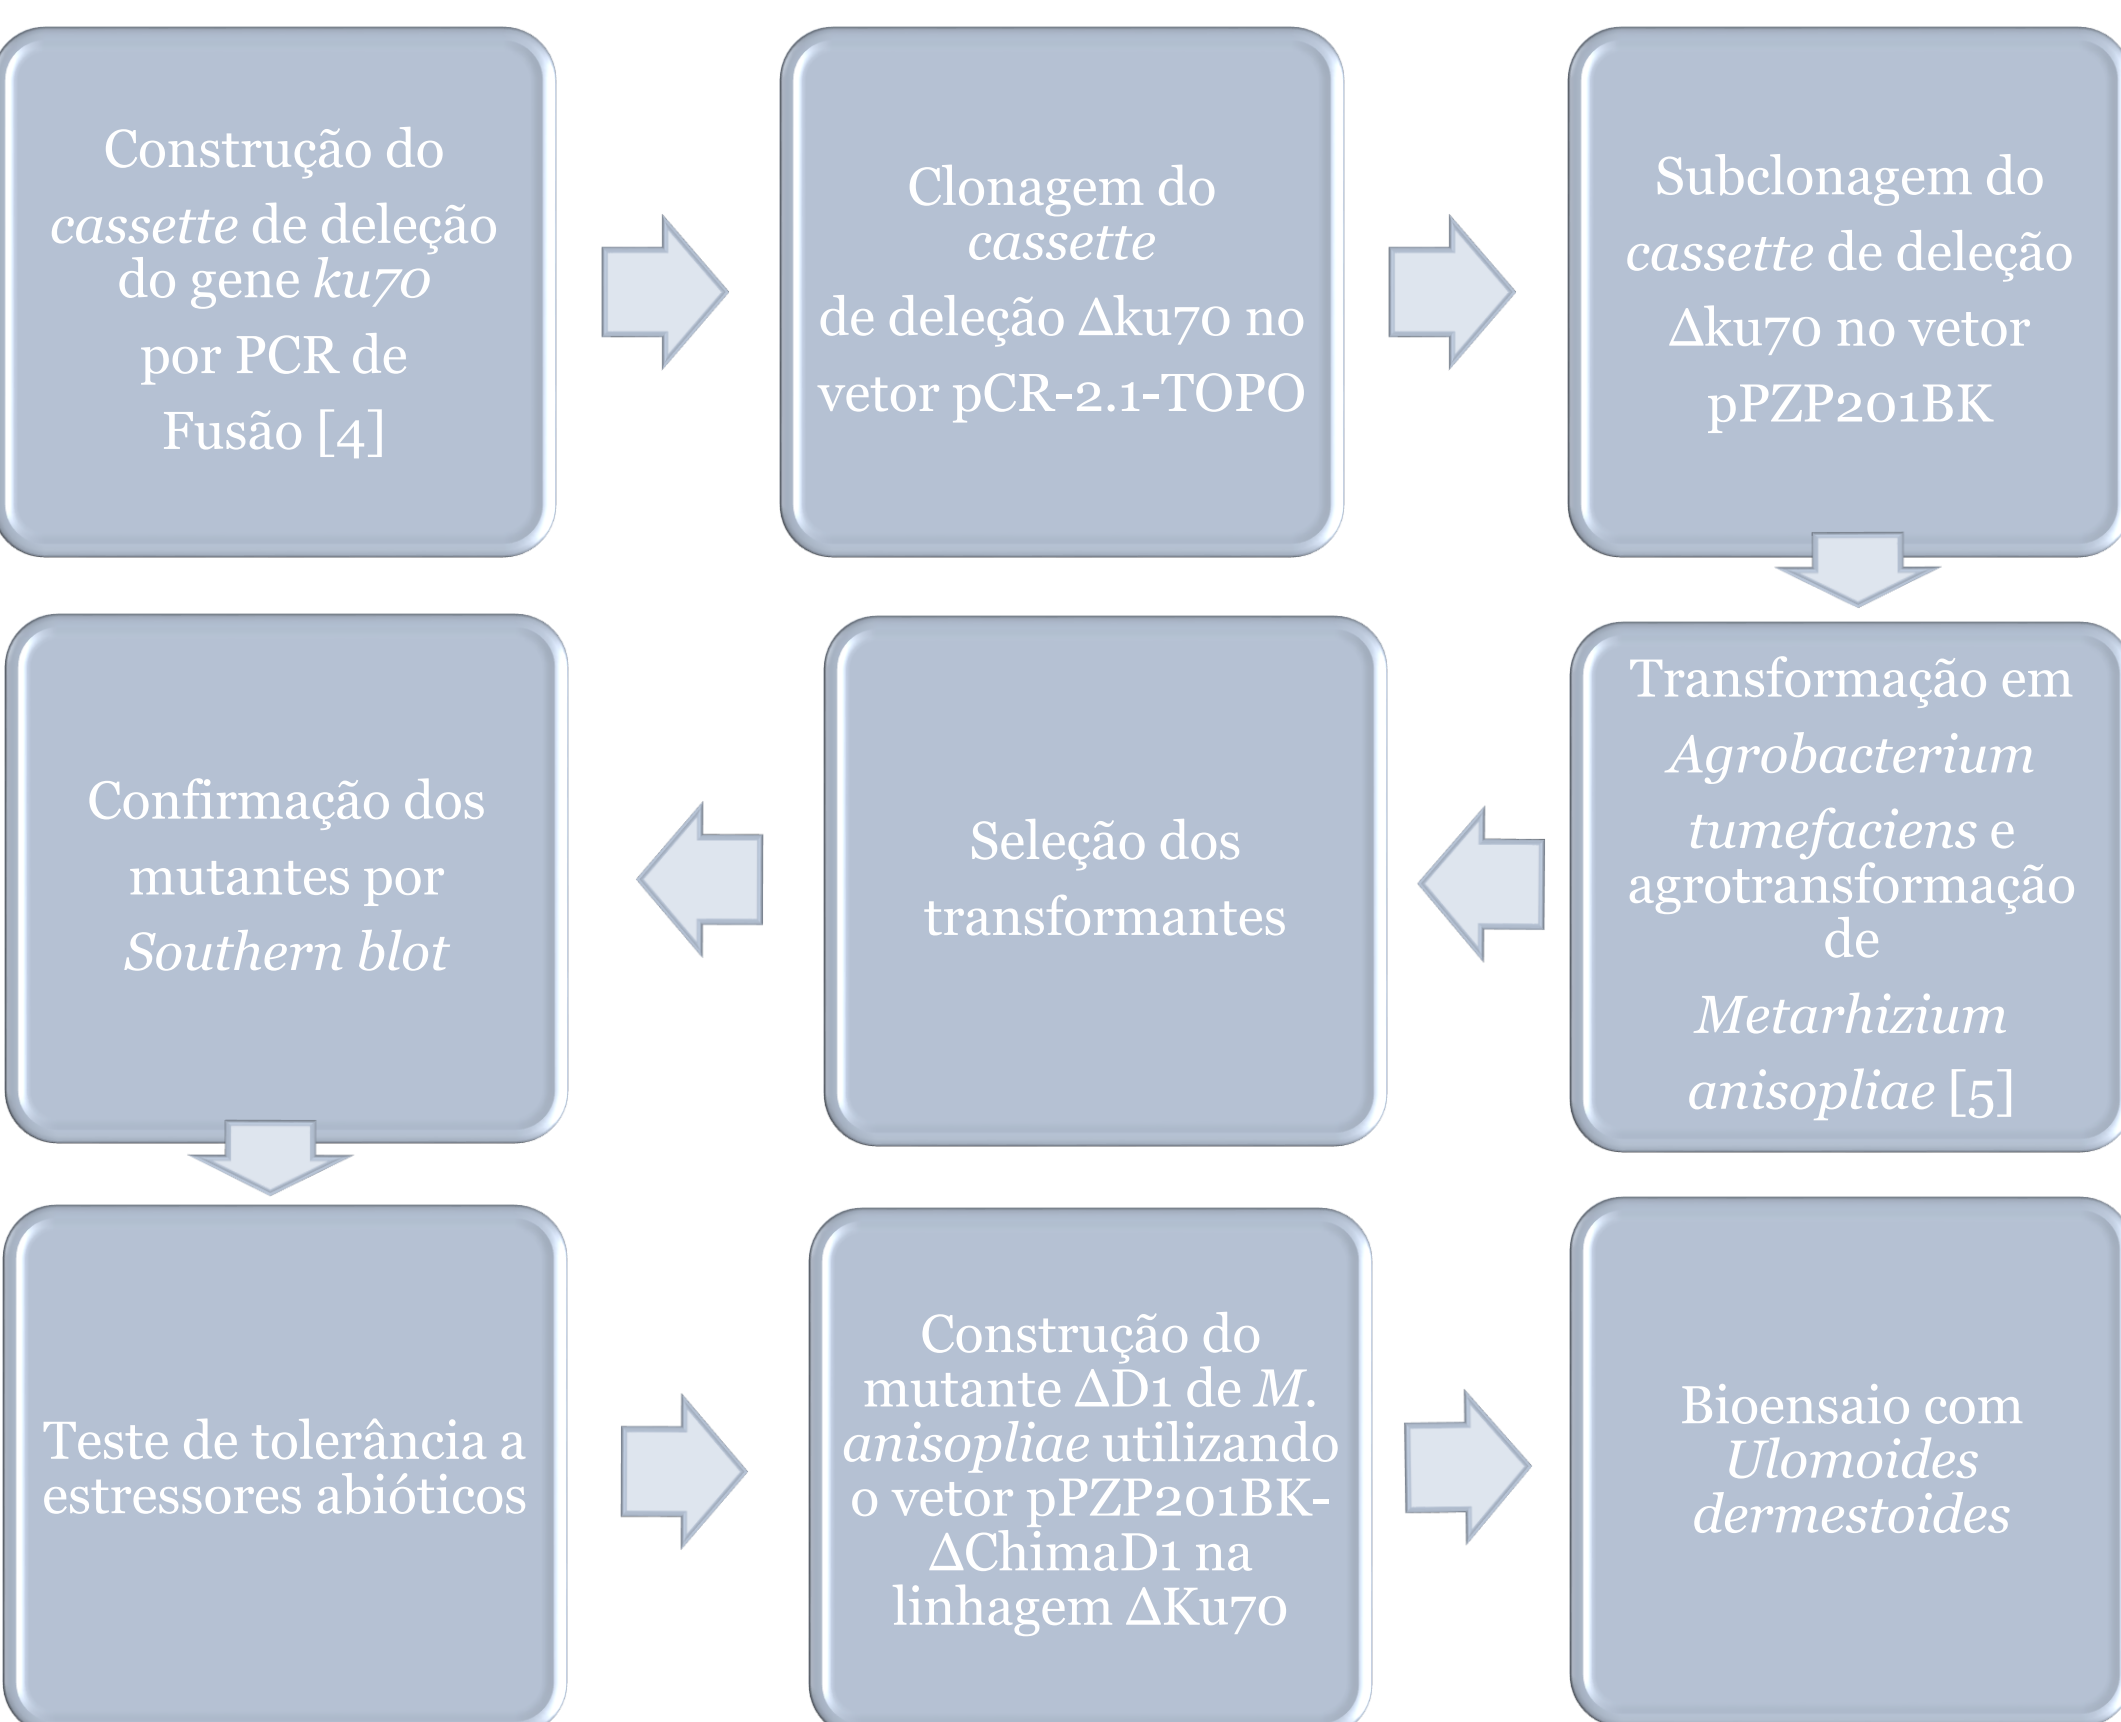 Construção do
cassette de deleção
do gene ku70
por PCR de
Fusão [4]
Clonagem do
cassette
de deleção Δku70 no
vetor pCR-2.1-TOPO
Subclonagem do
cassette de deleção
Δku70 no vetor
pPZP201BK
Transformação em
Agrobacterium
tumefaciens e
agrotransformação
de
Metarhizium
anisopliae [5]
Seleção dos
transformantes
Confirmação dos
mutantes por
Southern blot
Teste de tolerância a
estressores abióticos
Construção do
mutante ΔD1 de M.
anisopliae utilizando
o vetor pPZP201BK-
ΔChimaD1 na
linhagem ΔKu70
Bioensaio com
Ulomoides
dermestoides